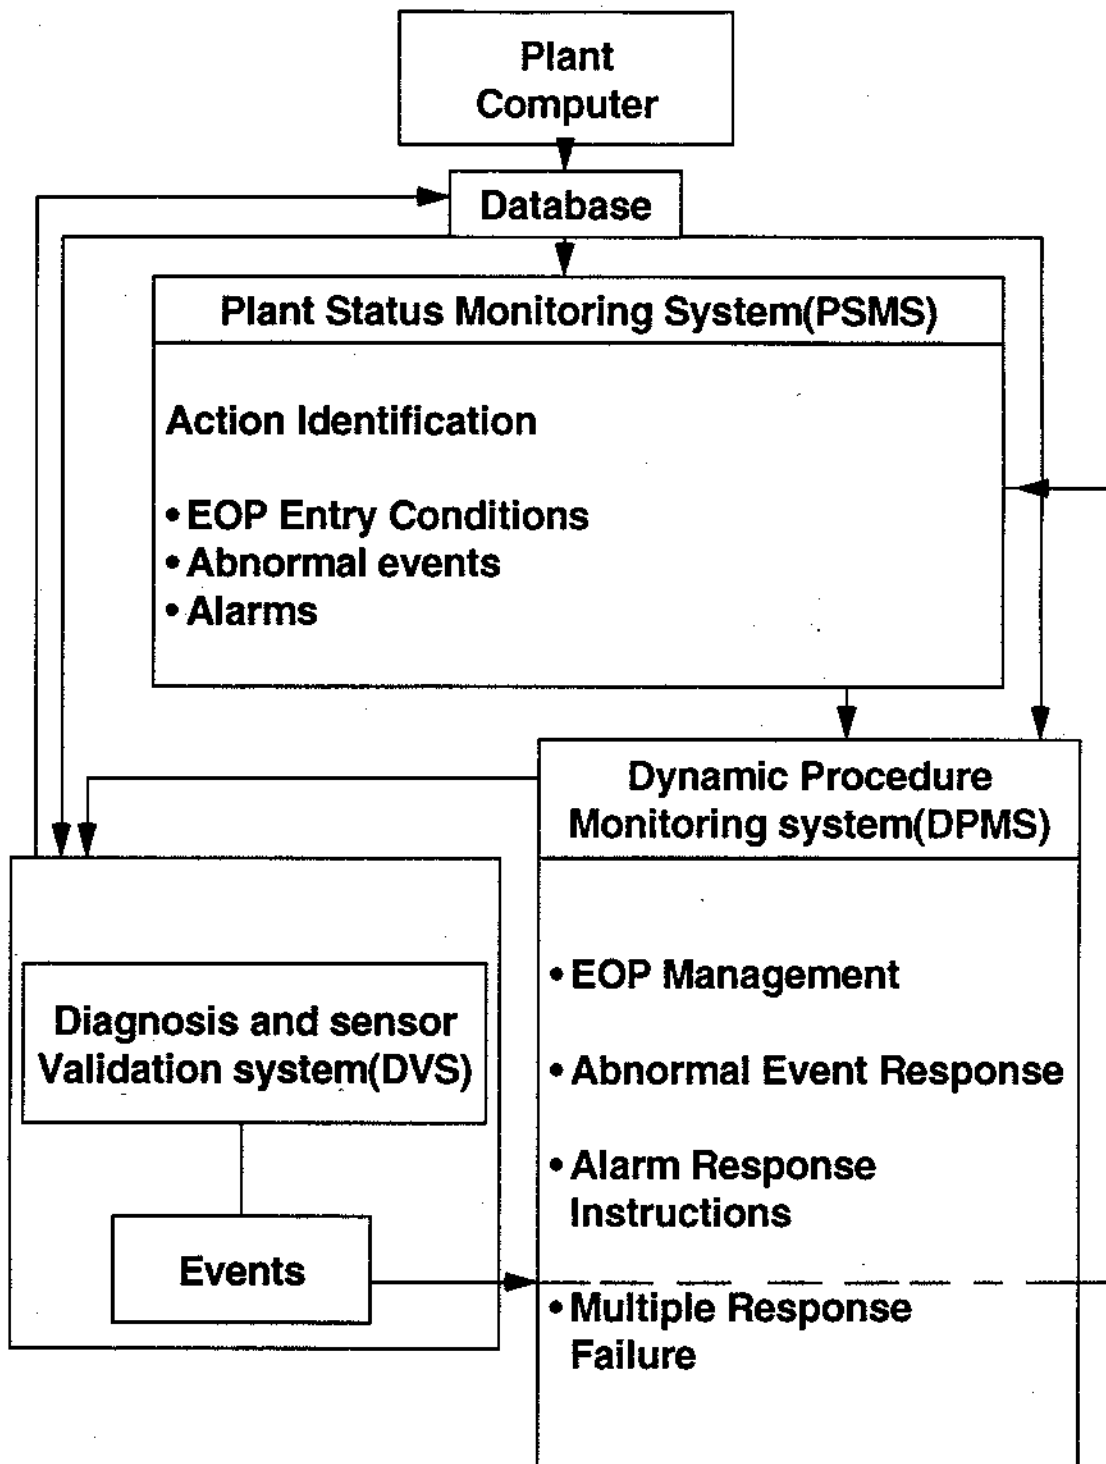 Plant
Computer
Database
Plant Status Monitoring System(PSMS)
Action Identification
• EOP Entry Conditions
• Abnormal events
• Alarms
Dynamic Procedure
Monitoring system(DPMS)
• EOP Management
• Abnormal Event Response
• Alarm Response
Instructions
• Multiple Response
Failure
Diagnosis and sensor
Validation system(DVS)
Events